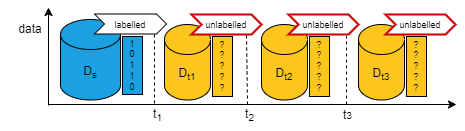 data
labelled
unlabelled
unlabelled
unlabelled
Ds
1
0
1
1
0
Dt1
?
?
?
?
?
Dt2
?
?
?
?
?
Dt3
?
?
?
?
?
t1
t2
t3